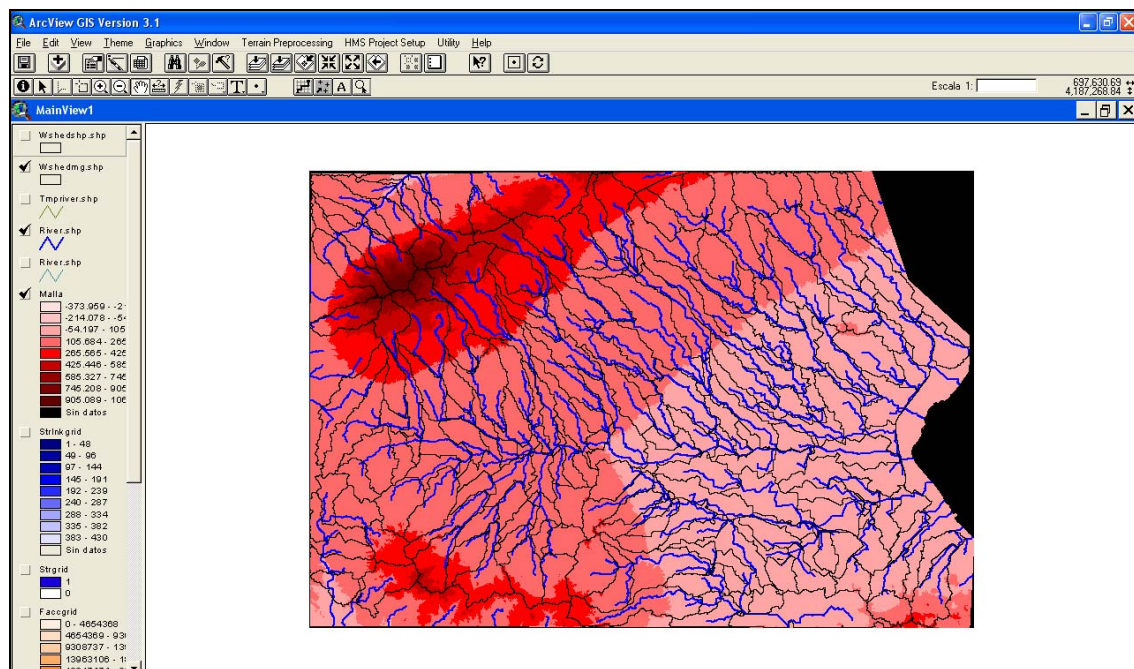 ArcView GIS Version 3.1
File Edit View Theme Graphics Window Terrain Preprocessing HMS Project Setup Utility Help
T A Escala 1: 697,630.69
4,187,268.84
MainView1
Wshedshp.shp
Wshedmg.shp
Tmpriver.shp
River.shp
River.shp
Malla
-373.959 - -2
-214.078 - -54
-54.197 - 105
105.684 - 265
265.565 - 425
425.446 - 585
585.327 - 745
745.208 - 905
905.089 - 106
Sin datos
Strlnkgrid
1 - 48
49 - 96
97 - 144
145 - 191
192 - 239
240 - 287
288 - 334
335 - 382
383 - 430
Sin datos
Strgrid
1
0
Faccgrid
0 - 4654368
4654369 - 930
9308737 - 139
13963106 - 18